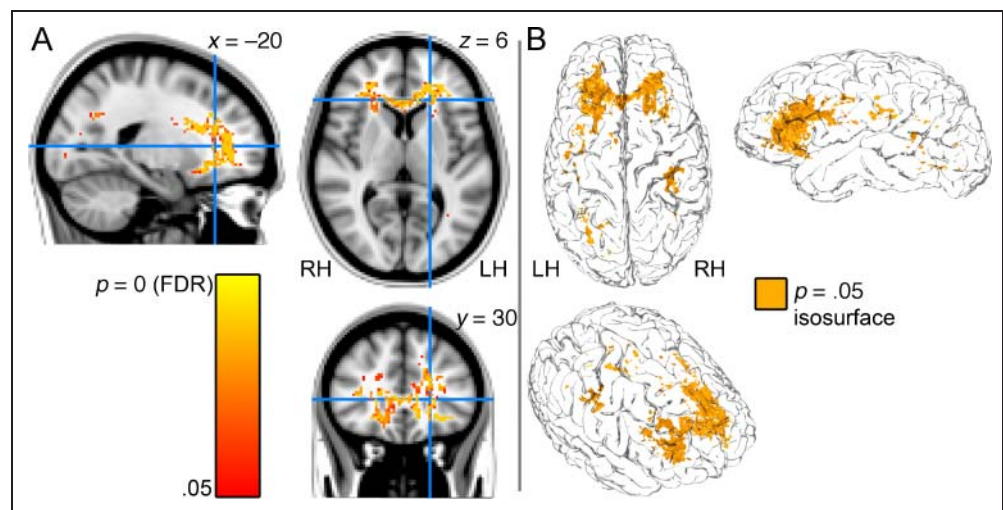 A
x = –20
z = 6
RH
LH
p = 0 (FDR)
.05
y = 30
B
LH
RH
p = .05
isosurface